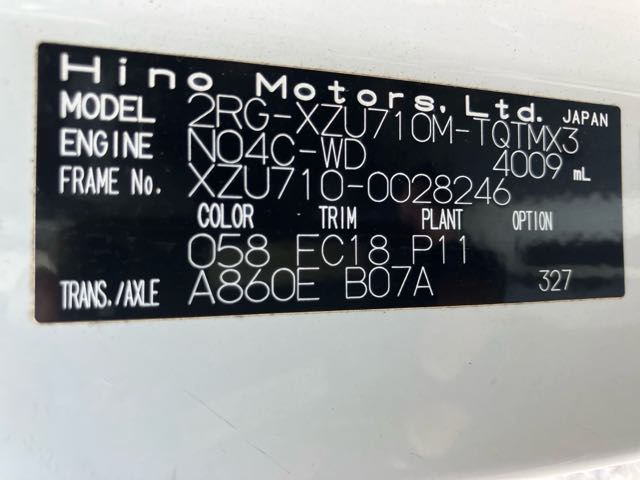 Hino Motors, Ltd. JAPAN
MODEL 2RG-XZU710M-TQTMX3
ENGINE N04C-WD 4009 mL
FRAME No. XZU710-0028246
COLOR TRIM PLANT OPTION
058 FC18 P11
TRANS./AXLE A860E B07A 327